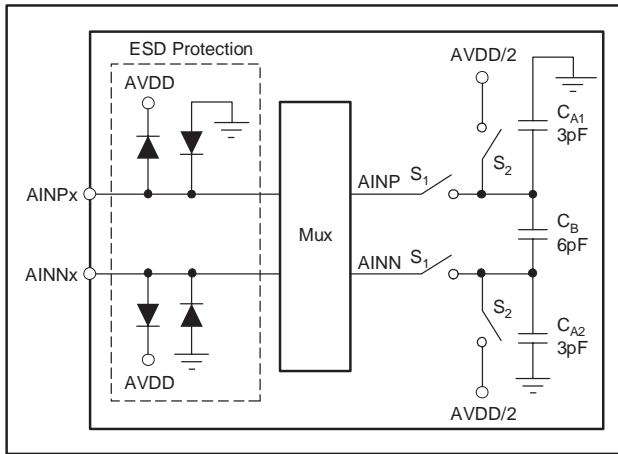 ESD Protection
AVDD
AVDD/2
C_A1
3pF
S_2
AINPx
AINP
S_1
Mux
C_B
6pF
AINNx
AINN
S_1
S_2
C_A2
3pF
AVDD
AVDD/2